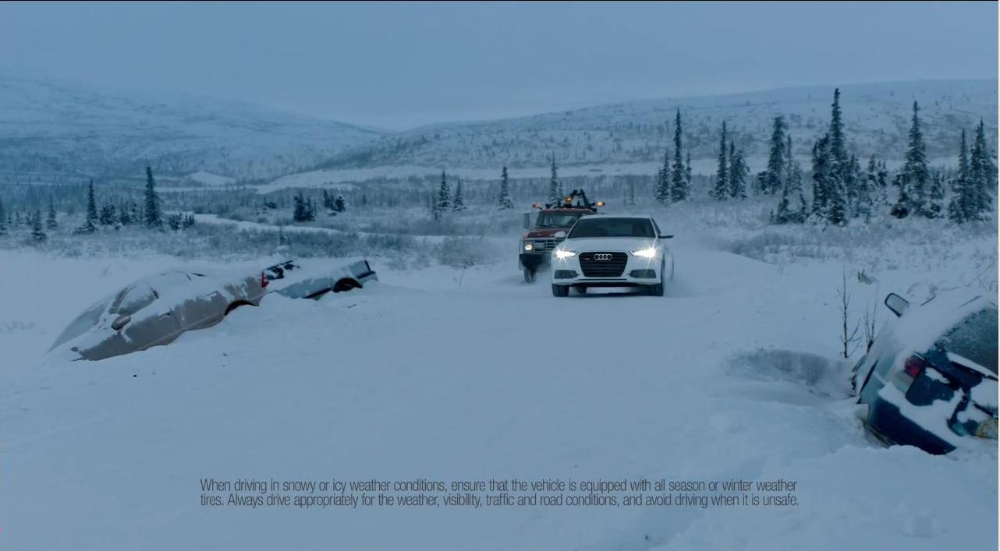 When driving in snowy or icy weather conditions, ensure that the vehicle is equipped with all season or winter weather
tires. Always drive appropriately for the weather, visibility, traffic and road conditions, and avoid driving when it is unsafe.